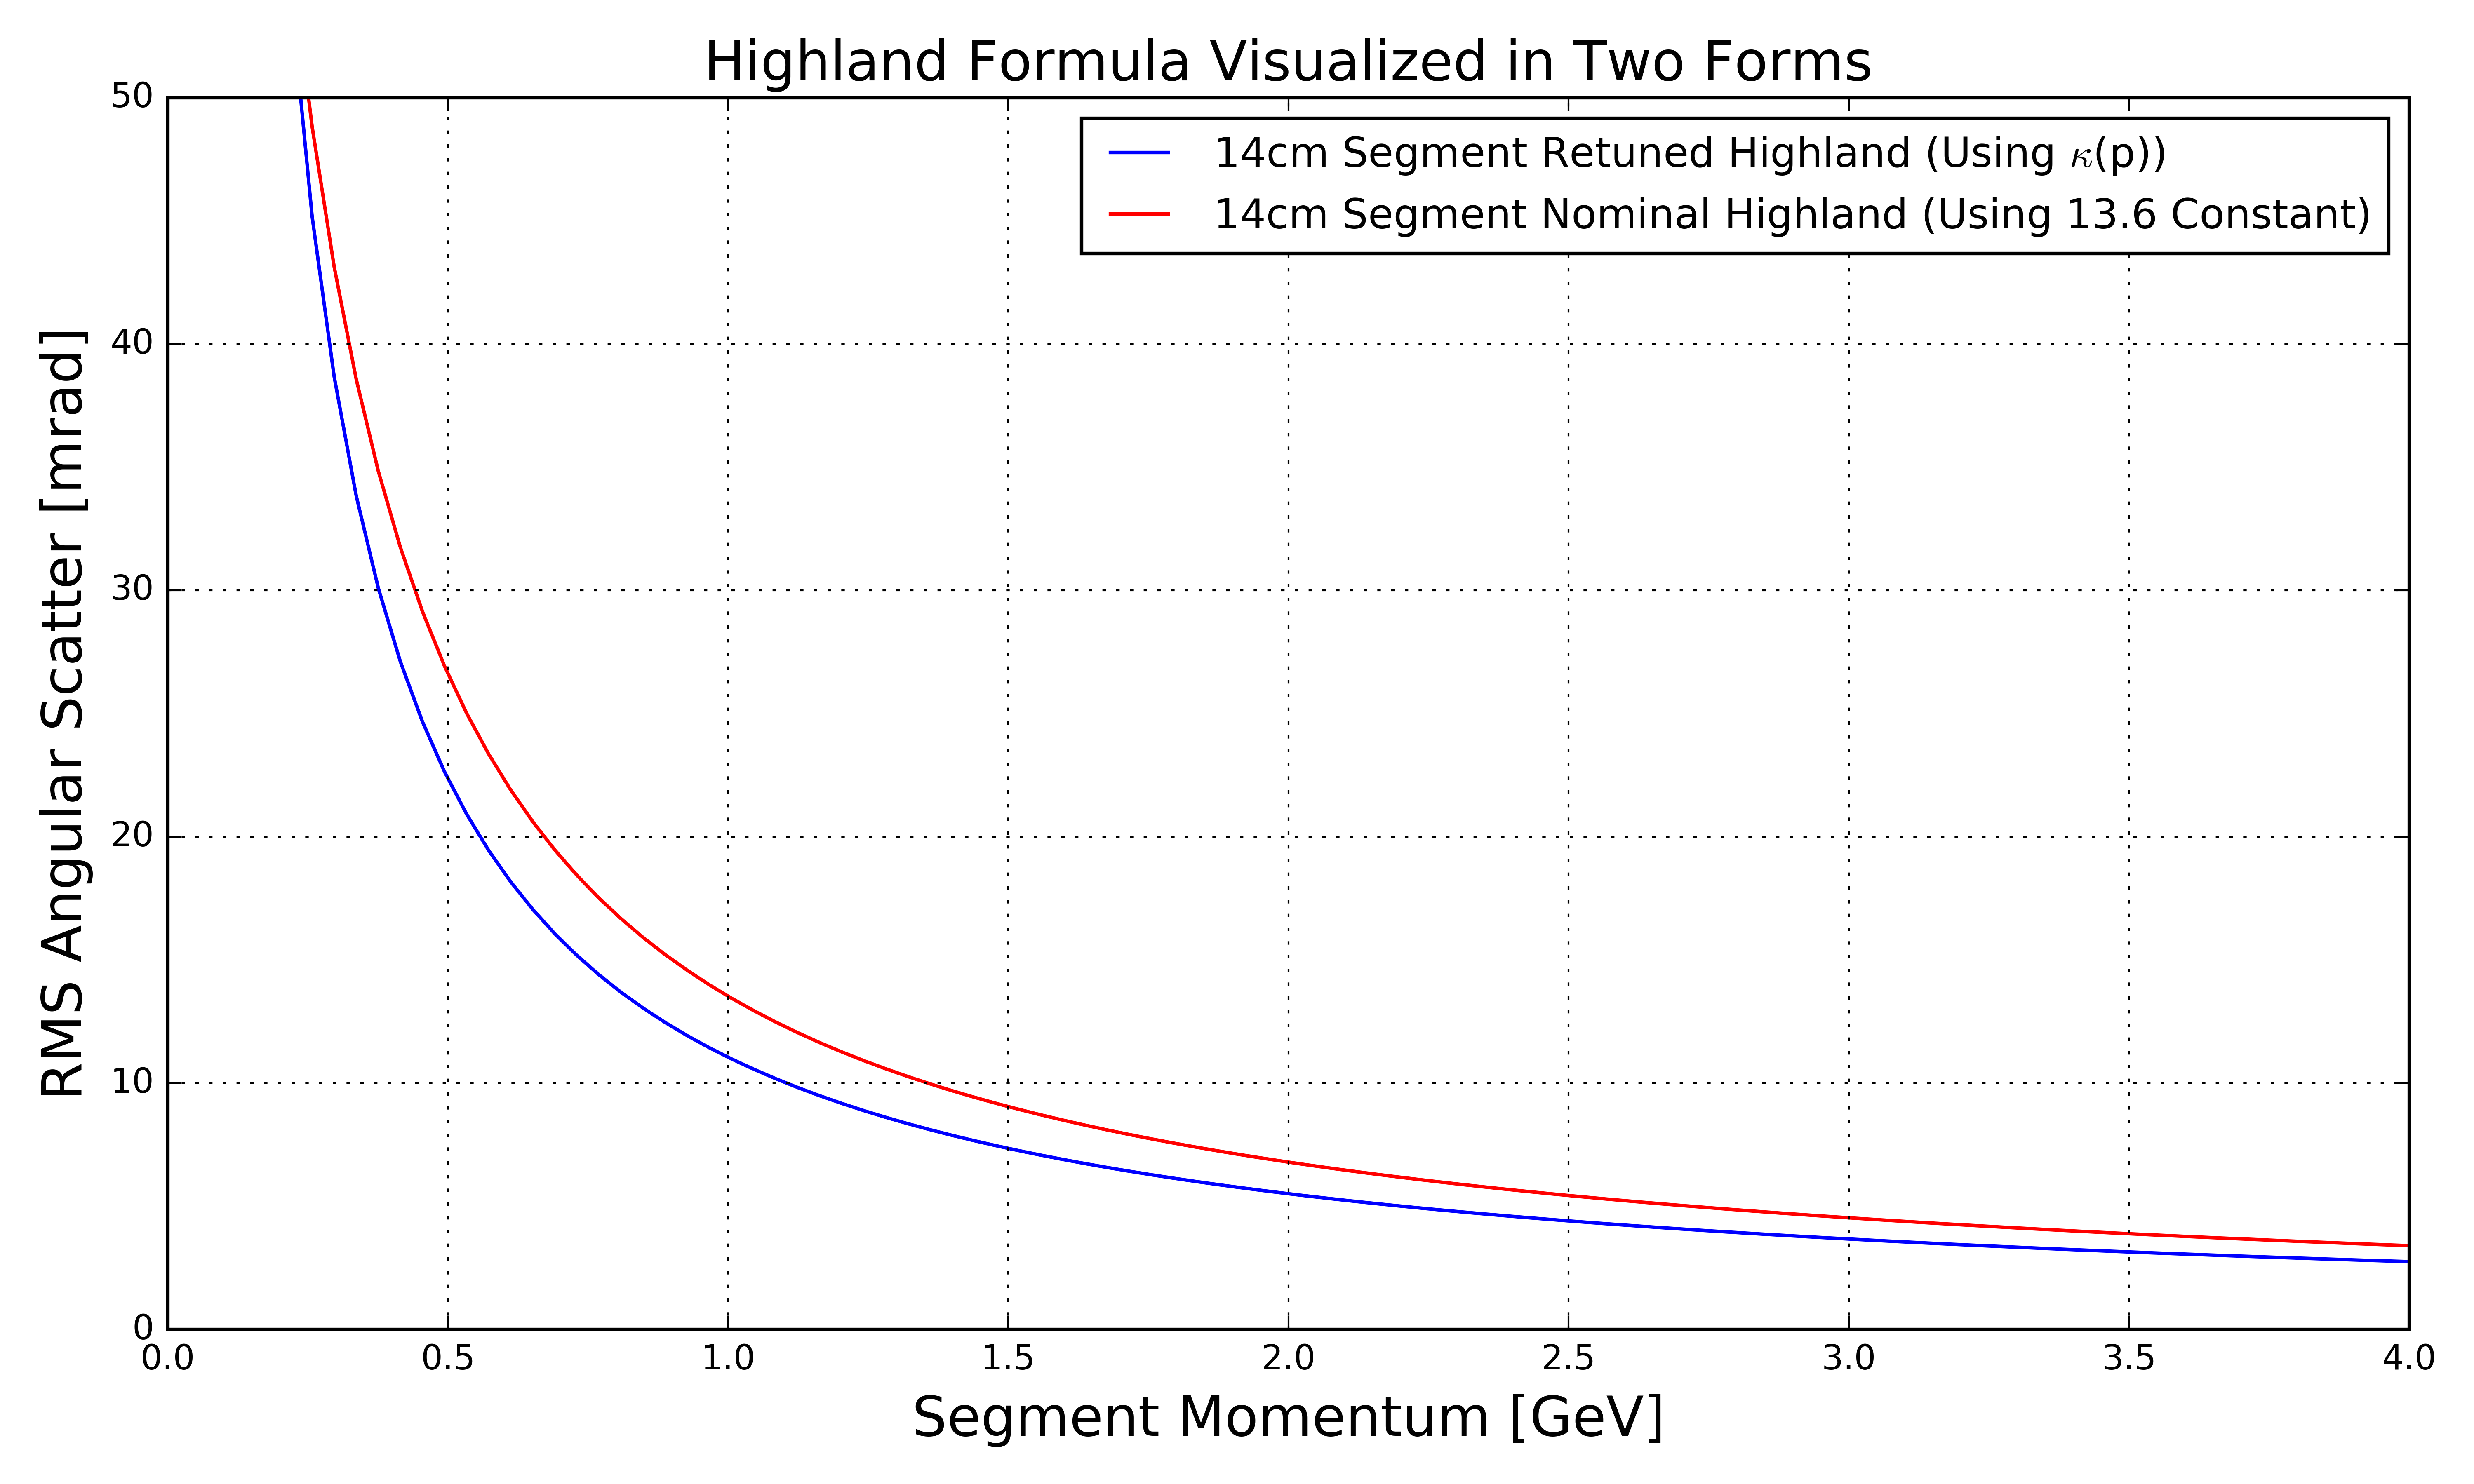 Highland Formula Visualized in Two Forms
14cm Segment Retuned Highland (Using κ(p))
14cm Segment Nominal Highland (Using 13.6 Constant)
RMS Angular Scatter [mrad]
50
40
30
20
10
0
0.0 0.5 1.0 1.5 2.0 2.5 3.0 3.5 4.0
Segment Momentum [GeV]